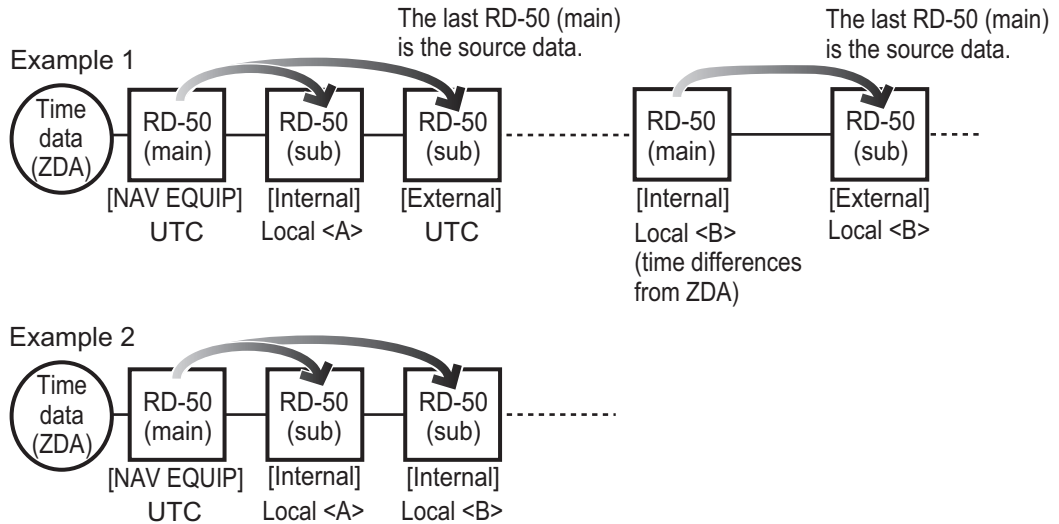 The last RD-50 (main)
is the source data.
The last RD-50 (main)
is the source data.
Example 1
Time
data
(ZDA)
RD-50
(main)
RD-50
(sub)
RD-50
(sub)
RD-50
(main)
RD-50
(sub)
[NAV EQUIP]
UTC
[Internal]
Local <A>
[External]
UTC
[Internal]
Local <B>
(time differences
from ZDA)
[External]
Local <B>
Example 2
Time
data
(ZDA)
RD-50
(main)
RD-50
(sub)
RD-50
(sub)
[NAV EQUIP]
UTC
[Internal]
Local <A>
[Internal]
Local <B>